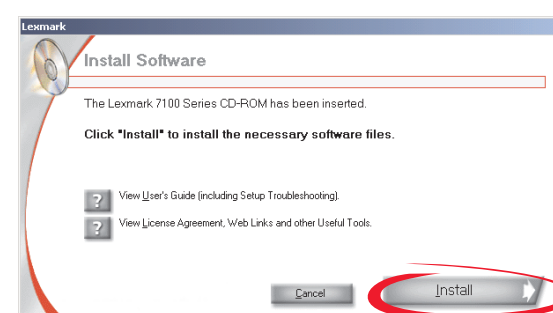 Lexmark
Install Software
The Lexmark 7100 Series CD-ROM has been inserted.
Click "Install" to install the necessary software files.
? View User's Guide (including Setup Troubleshooting).
? View License Agreement, Web Links and other Useful Tools.
Cancel Install